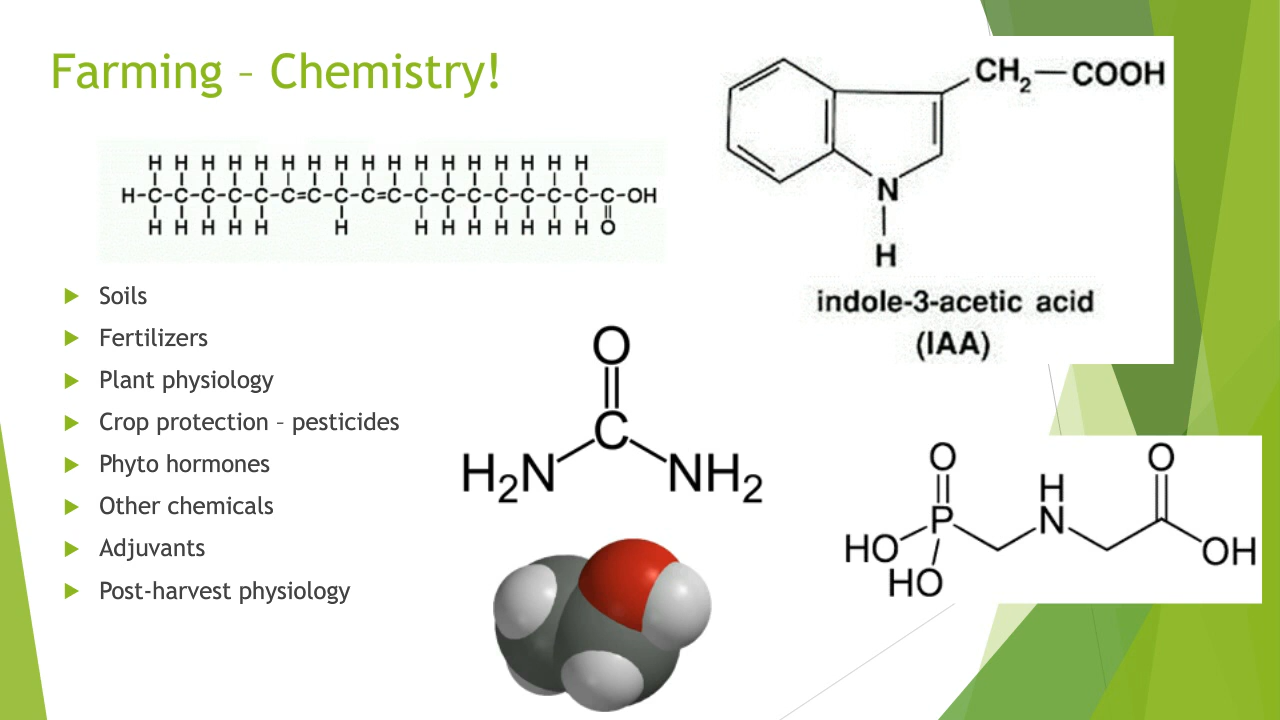 Farming – Chemistry!
H H H H H H H H H H H H H H H H H
H-C-C-C-C-C-C=C-C-C=C-C-C-C-C-C-C-C-C-OH
H H H H H H H H H H H H H O
CH2—COOH
N
H
indole-3-acetic acid
(IAA)
Soils
Fertilizers
Plant physiology
Crop protection – pesticides
Phyto hormones
Other chemicals
Adjuvants
Post-harvest physiology
O
C
H2N NH2
O O
H
P N
HO OH
HO